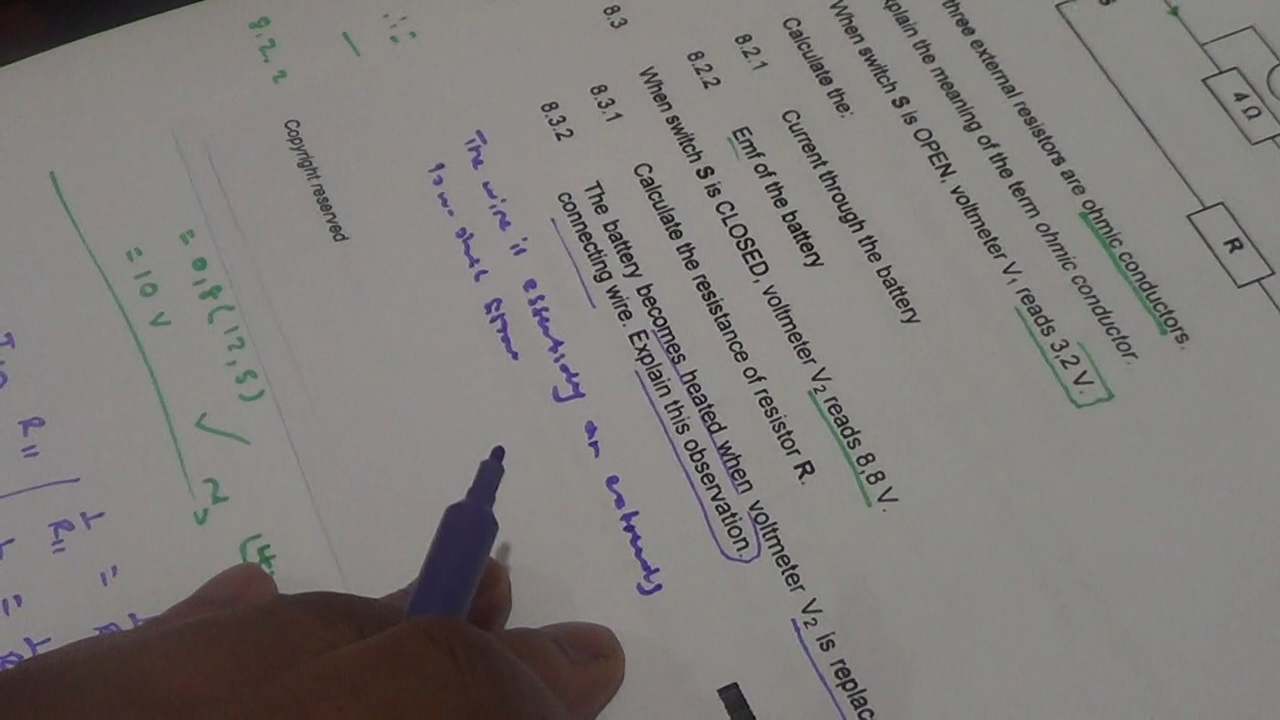 4 Ω
R
three external resistors are ohmic conductors.
plain the meaning of the term ohmic conductor.
When switch S is OPEN, voltmeter V1 reads 3,2 V.
Calculate the:
8.2.1 Current through the battery
8.2.2 Emf of the battery
8.3 When switch S is CLOSED, voltmeter V2 reads 8,8 V.
8.3.1 Calculate the resistance of resistor R.
8.3.2 The battery becomes heated when voltmeter V2 is replac
connecting wire. Explain this observation.
The wire is
Copyright reserved
8.2.2
= 0,8(12,5)
= 10 V
R11
1 =
R11